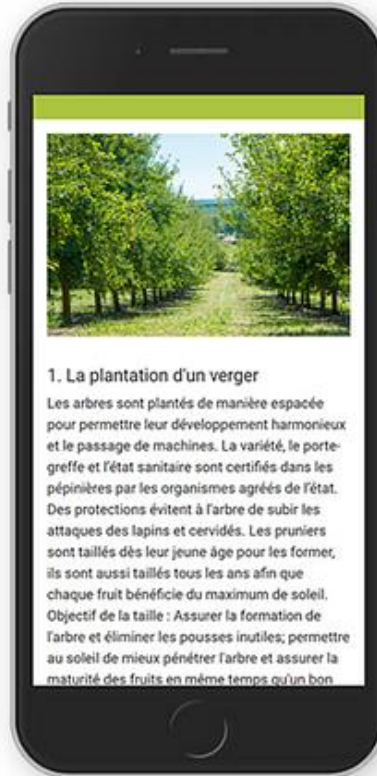 1. La plantation d'un verger
Les arbres sont plantés de manière espacée
pour permettre leur développement harmonieux
et le passage de machines. La variété, le porte-
greffe et l'état sanitaire sont certifiés dans les
pépinières par les organismes agréés de l'état.
Des protections évitent à l'arbre de subir les
attaques des lapins et cervidés. Les pruniers
sont taillés dès leur jeune âge pour les former,
ils sont aussi taillés tous les ans afin que
chaque fruit bénéficie du maximum de soleil.
Objectif de la taille : Assurer la formation de
l'arbre et éliminer les pousses inutiles; permettre
au soleil de mieux pénétrer l'arbre et assurer la
maturité des fruits en même temps qu'un bon